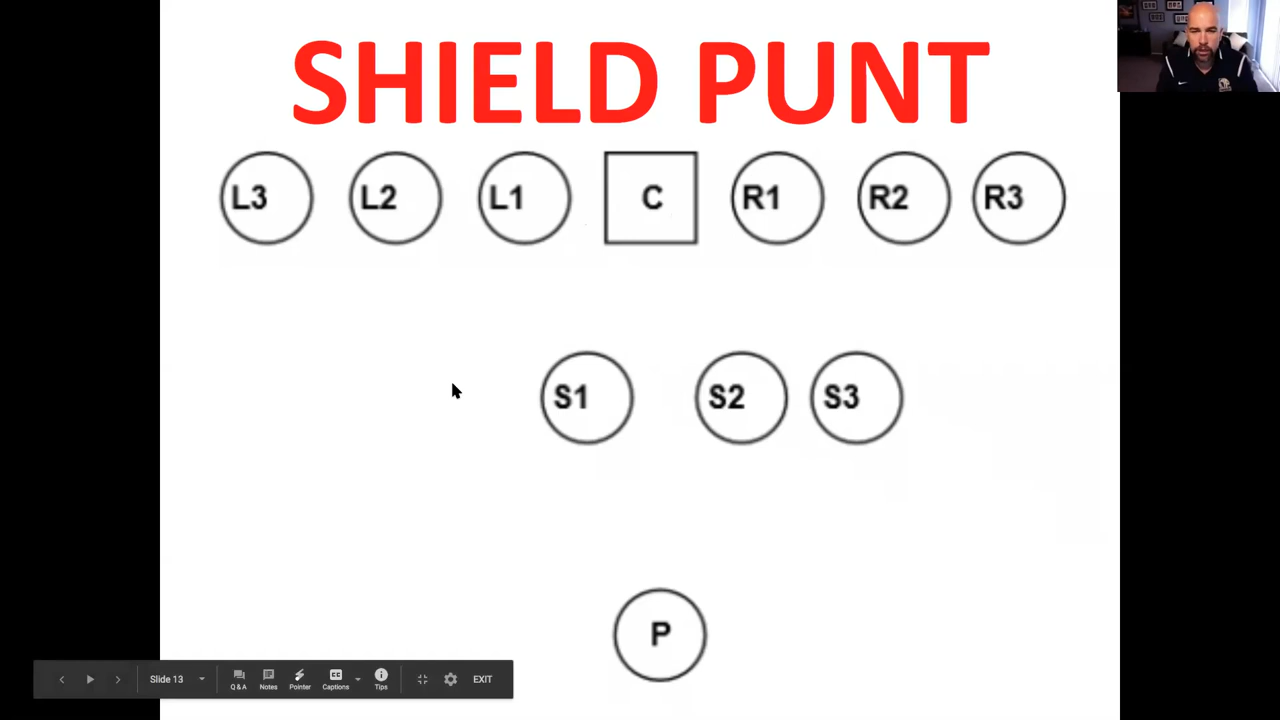 SHIELD PUNT
L3 L2 L1 C R1 R2 R3
S1 S2 S3
P
Slide 13 Q & A Notes Pointer Captions Tips EXIT